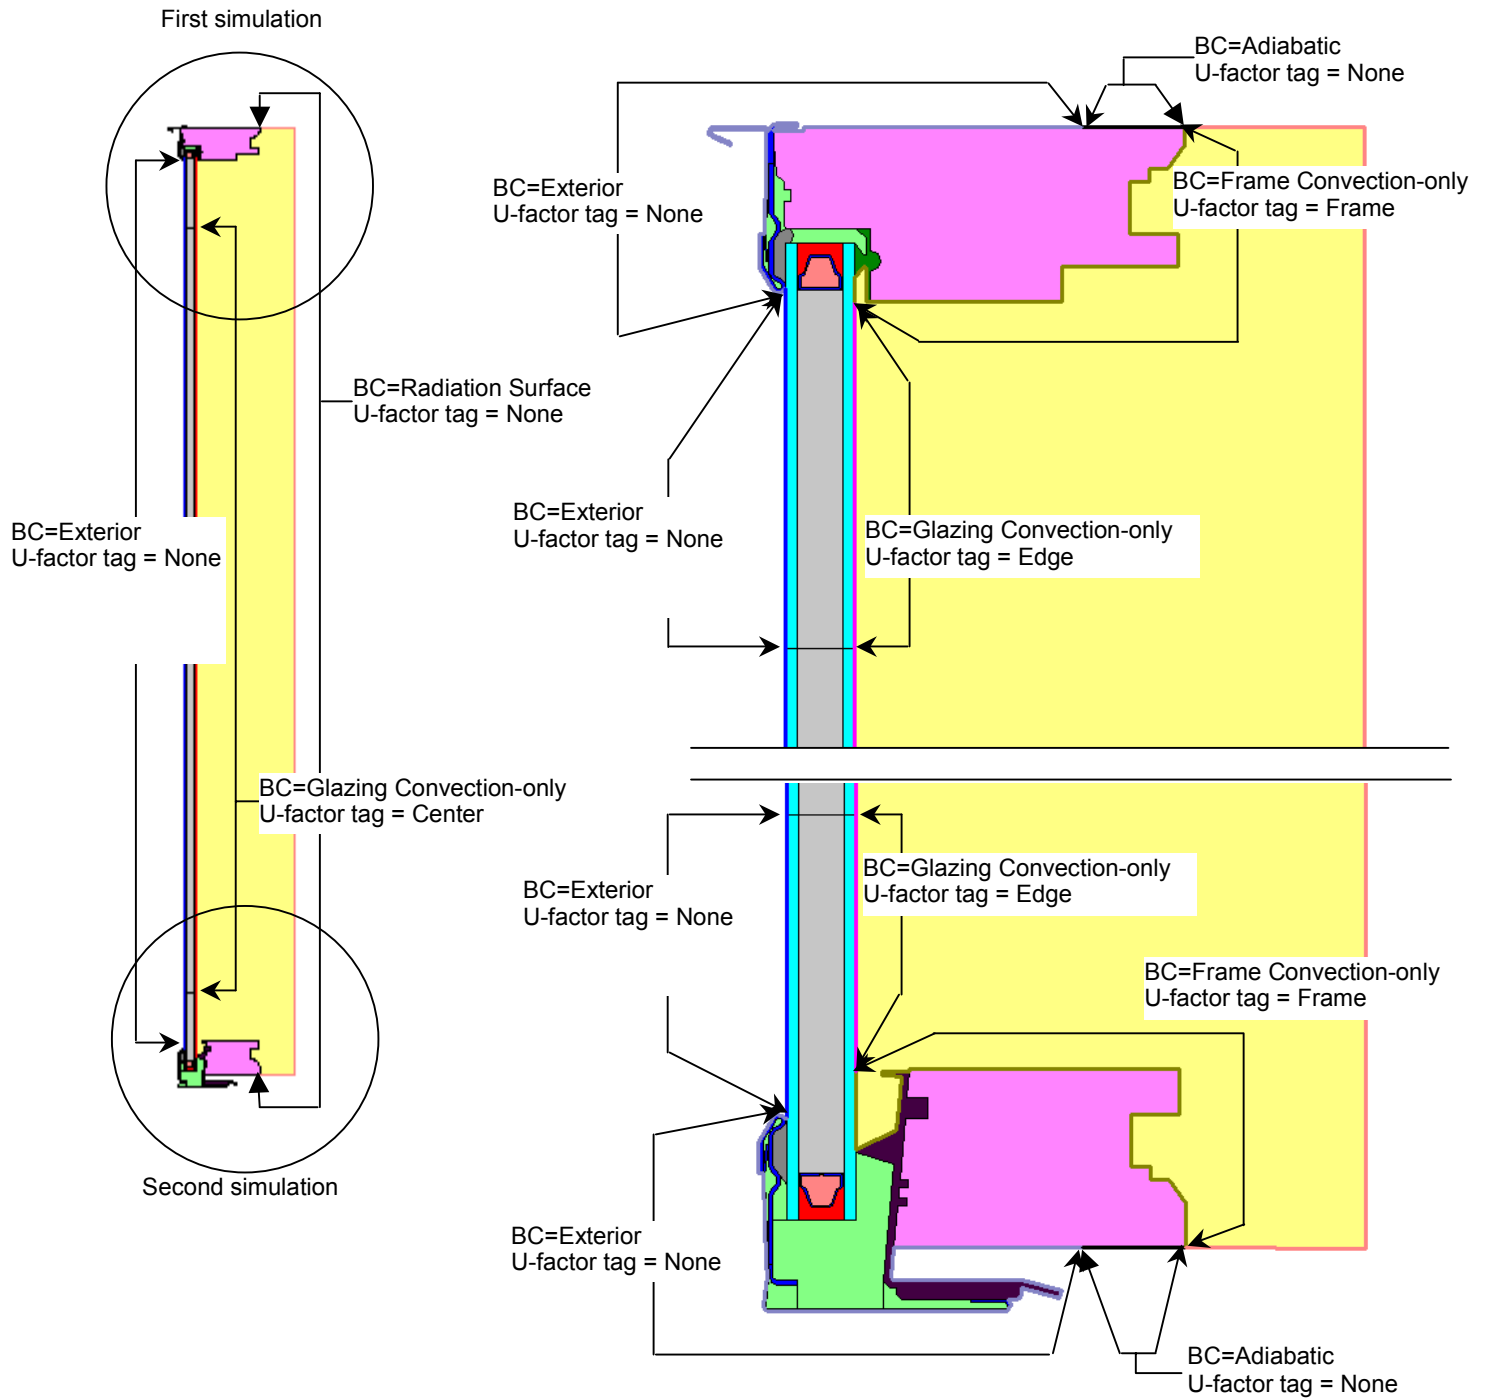 First simulation
BC=Adiabatic
U-factor tag = None
BC=Exterior
U-factor tag = None
BC=Frame Convection-only
U-factor tag = Frame
BC=Radiation Surface
U-factor tag = None
BC=Exterior
U-factor tag = None
BC=Exterior
U-factor tag = None
BC=Glazing Convection-only
U-factor tag = Edge
BC=Glazing Convection-only
U-factor tag = Center
BC=Exterior
U-factor tag = None
BC=Glazing Convection-only
U-factor tag = Edge
BC=Frame Convection-only
U-factor tag = Frame
Second simulation
BC=Exterior
U-factor tag = None
BC=Adiabatic
U-factor tag = None